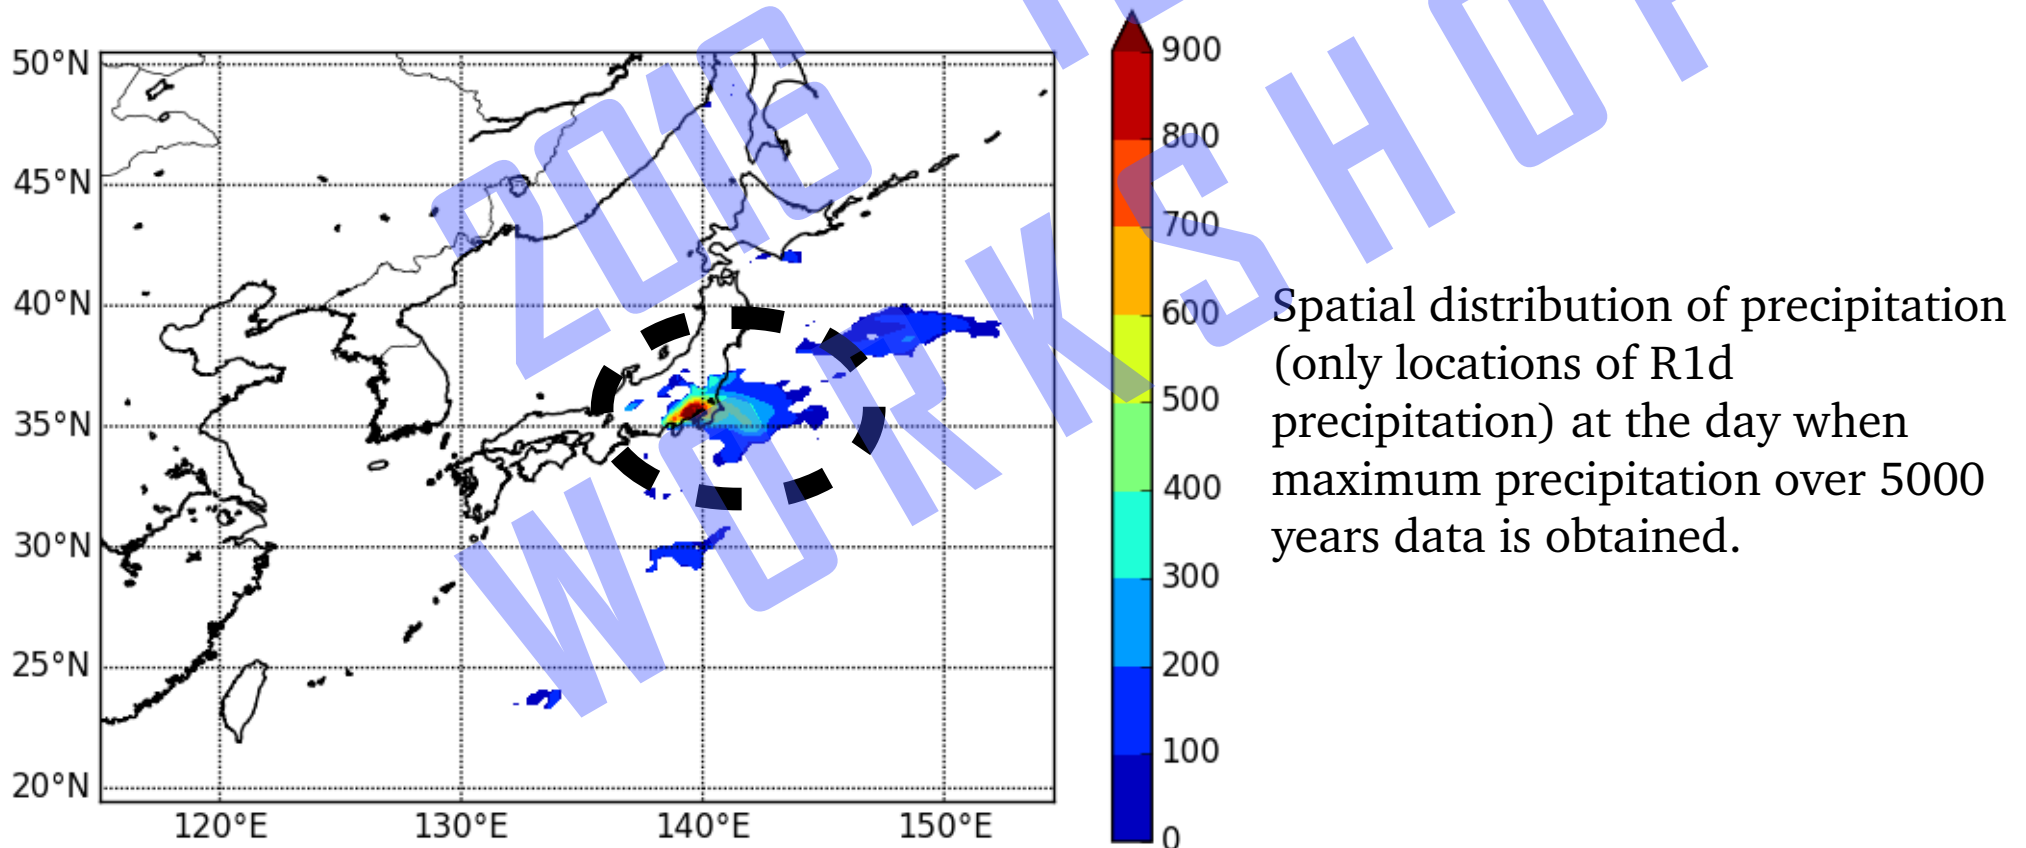 50°N
45°N
40°N
35°N
30°N
25°N
20°N
120°E
130°E
140°E
150°E
900
800
700
600
500
400
300
200
100
0
Spatial distribution of precipitation
(only locations of R1d
precipitation) at the day when
maximum precipitation over 5000
years data is obtained.
2016
WORKSHOP